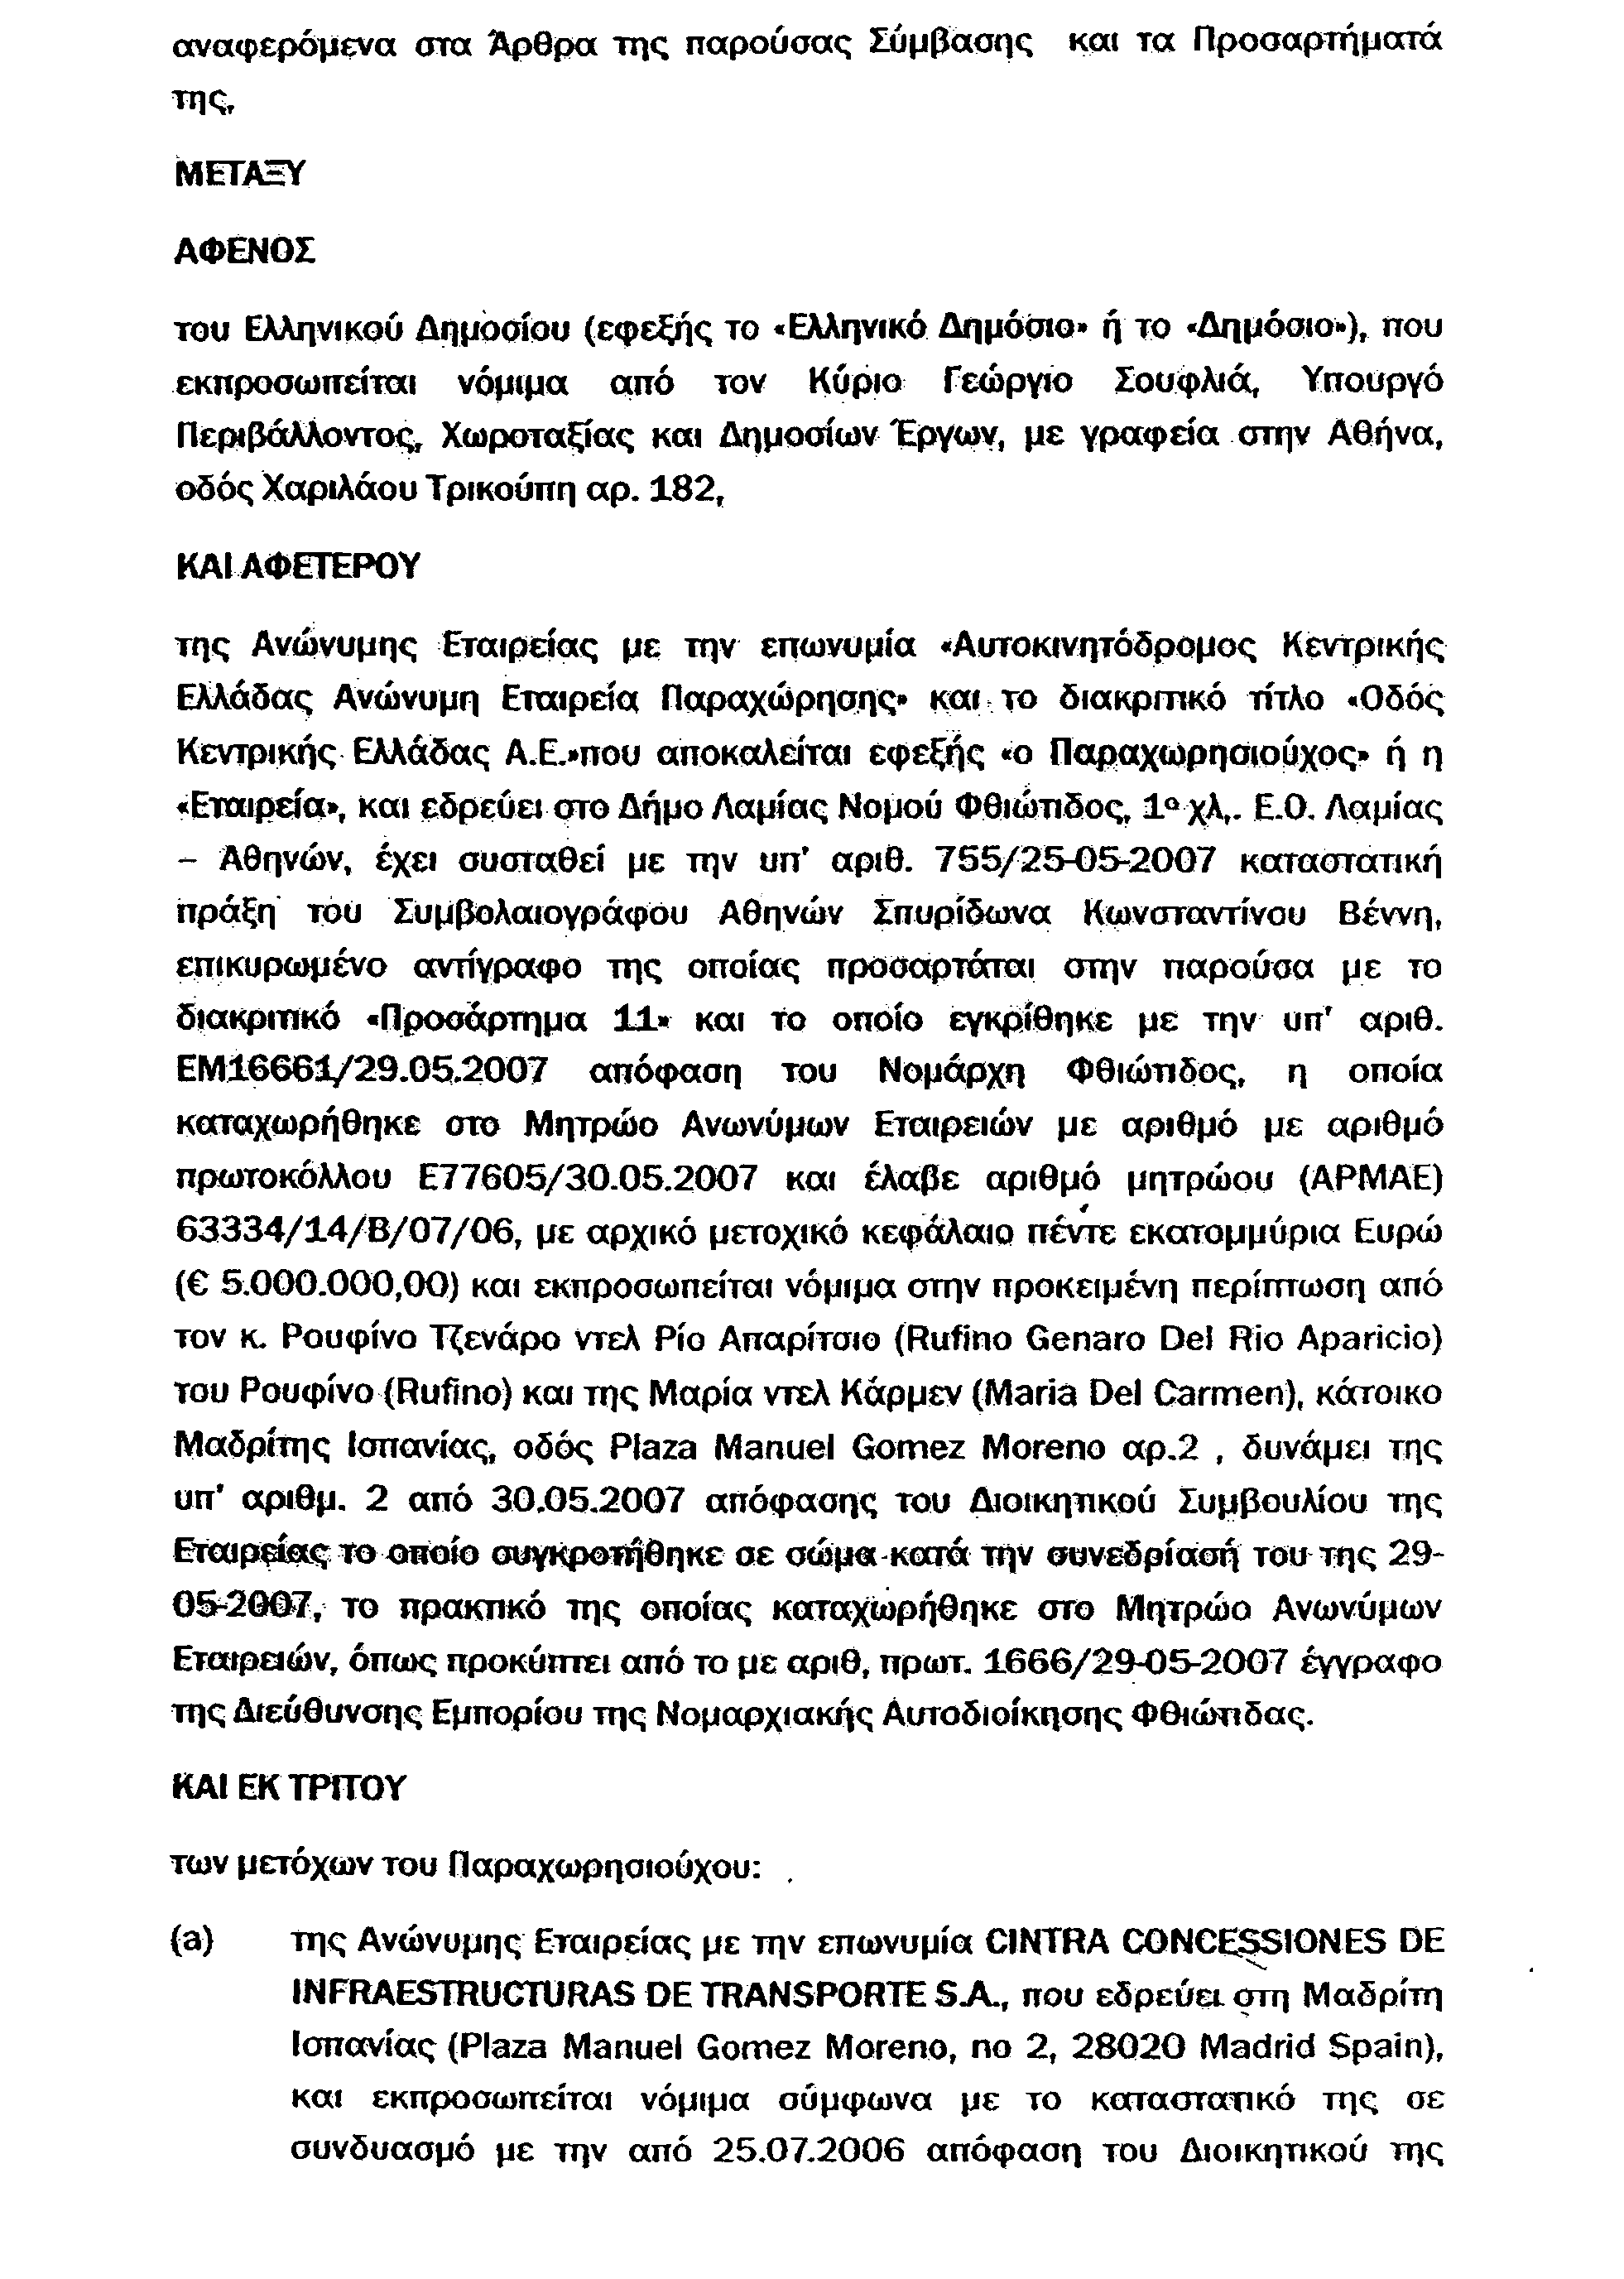 αναφερόμενα στα Άρθρα της παρούσας Σύμβασης και τα Προσαρτήματά
της,
ΜΕΤΑΞΥ
ΑΦΕΝΟΣ
του Ελληνικού Δημοσίου (εφεξής το «Ελληνικό Δημόσιο» ή το «Δημόσιο»), που
εκπροσωπείται νόμιμα από τον Κύριο Γεώργιο Σουφλιά, Υπουργό
Περιβάλλοντος, Χωροταξίας και Δημοσίων Έργων, με γραφεία στην Αθήνα,
οδός Χαριλάου Τρικούπη αρ. 182,
ΚΑΙ ΑΦΕΤΕΡΟΥ
της Ανώνυμης Εταιρείας με την επωνυμία «Αυτοκινητόδρομος Κεντρικής
Ελλάδας Ανώνυμη Εταιρεία Παραχώρησης» και το διακριτικό τίτλο «Οδός
Κεντρικής Ελλάδας Α.Ε.»που αποκαλείται εφεξής «ο Παραχωρησιούχος» ή η
«Εταιρεία», και εδρεύει στο Δήμο Λαμίας Νομού Φθιώτιδος, 1ο χλ,. Ε.Ο. Λαμίας
– Αθηνών, έχει συσταθεί με την υπ' αριθ. 755/25-05-2007 καταστατική
πράξη του Συμβολαιογράφου Αθηνών Σπυρίδωνα Κωνσταντίνου Βέννη,
επικυρωμένο αντίγραφο της οποίας προσαρτάται στην παρούσα με το
διακριτικό «Προσάρτημα 11» και το οποίο εγκρίθηκε με την υπ' αριθ.
ΕΜ16661/29.05.2007 απόφαση του Νομάρχη Φθιώτιδος, η οποία
καταχωρήθηκε στο Μητρώο Ανωνύμων Εταιρειών με αριθμό με αριθμό
πρωτοκόλλου Ε77605/30.05.2007 και έλαβε αριθμό μητρώου (ΑΡΜΑΕ)
63334/14/Β/07/06, με αρχικό μετοχικό κεφάλαιο πέντε εκατομμύρια Ευρώ
(€ 5.000.000,00) και εκπροσωπείται νόμιμα στην προκειμένη περίπτωση από
τον κ. Ρουφίνο Τζενάρο ντελ Ρίο Απαρίτσιο (Rufino Genaro Del Rio Aparicio)
του Ρουφίνο (Rufino) και της Μαρία ντελ Κάρμεν (Maria Del Carmen), κάτοικο
Μαδρίτης Ισπανίας, οδός Plaza Manuel Gomez Moreno αρ.2 , δυνάμει της
υπ' αριθμ. 2 από 30.05.2007 απόφασης του Διοικητικού Συμβουλίου της
Εταιρείας το οποίο συγκροτήθηκε σε σώμα κατά την συνεδρίασή του της 29-
05-2007, το πρακτικό της οποίας καταχωρήθηκε στο Μητρώο Ανωνύμων
Εταιρειών, όπως προκύπτει από το με αριθ, πρωτ. 1666/29-05-2007 έγγραφο
της Διεύθυνσης Εμπορίου της Νομαρχιακής Αυτοδιοίκησης Φθιώτιδας.
ΚΑΙ ΕΚ ΤΡΙΤΟΥ
των μετόχων του Παραχωρησιούχου:
(a) της Ανώνυμης Εταιρείας με την επωνυμία CINTRA CONCESSIONES DE
INFRAESTRUCTURAS DE TRANSPORTE S.A., που εδρεύει στη Μαδρίτη
Ισπανίας (Plaza Manuel Gomez Moreno, no 2, 28020 Madrid Spain),
και εκπροσωπείται νόμιμα σύμφωνα με το καταστατικό της σε
συνδυασμό με την από 25.07.2006 απόφαση του Διοικητικού της